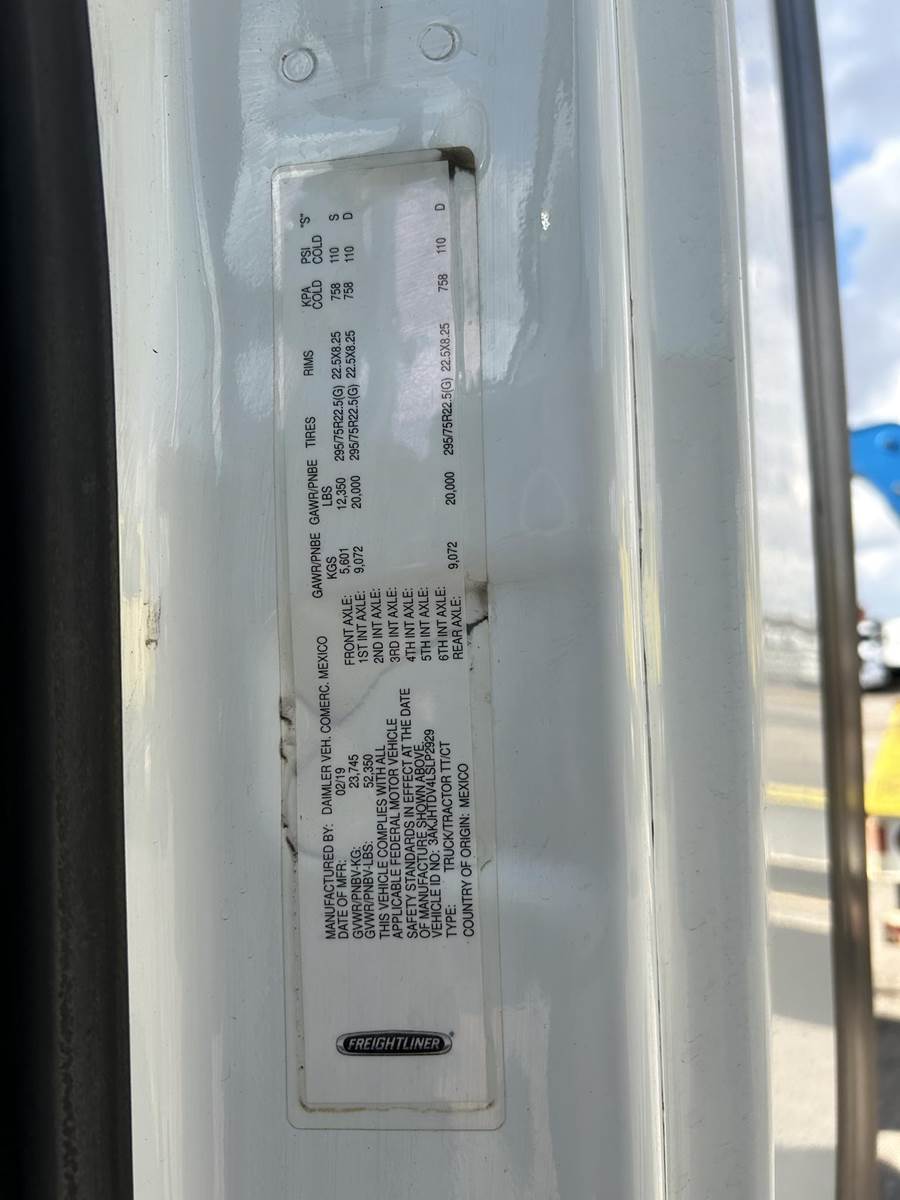 FREIGHTLINER
MANUFACTURED BY: DAIMLER VEH. COMERC. MEXICO
DATE OF MFR: 02/19
GVWR/PNBV-KG: 23,745
GVWR/PNBV-LBS: 52,350
THIS VEHICLE COMPLIES WITH ALL
APPLICABLE FEDERAL MOTOR VEHICLE
SAFETY STANDARDS IN EFFECT AT THE DATE
OF MANUFACTURE SHOWN ABOVE.
VEHICLE ID NO: 3AKJHTDV4LSLP2929
TYPE: TRUCK/TRACTOR TT/CT
COUNTRY OF ORIGIN: MEXICO
GAWR/PNBE GAWR/PNBE TIRES RIMS KPA PSI "S"
KGS LBS COLD COLD
FRONT AXLE: 5,601 12,350 295/75R22.5(G) 22.5X8.25 758 110 S
1ST INT AXLE: 9,072 20,000 295/75R22.5(G) 22.5X8.25 758 110 D
2ND INT AXLE:
3RD INT AXLE:
4TH INT AXLE:
5TH INT AXLE:
6TH INT AXLE:
REAR AXLE: 9,072 20,000 295/75R22.5(G) 22.5X8.25 758 110 D